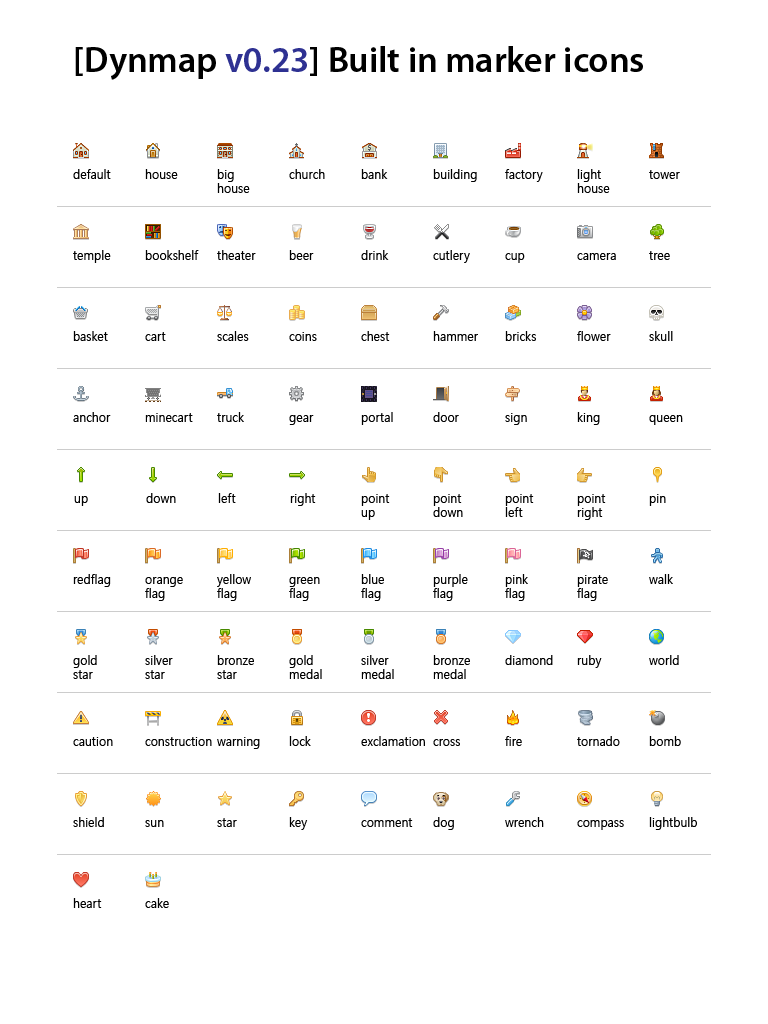 [Dynmap v0.23] Built in marker icons
default house big house church bank building factory light house tower
temple bookshelf theater beer drink cutlery cup camera tree
basket cart scales coins chest hammer bricks flower skull
anchor minecart truck gear portal door sign king queen
up down left right point up point down point left point right pin
redflag orange flag yellow flag green flag blue flag purple flag pink flag pirate flag walk
gold star silver star bronze star gold medal silver medal bronze medal diamond ruby world
caution construction warning lock exclamation cross fire tornado bomb
shield sun star key comment dog wrench compass lightbulb
heart cake